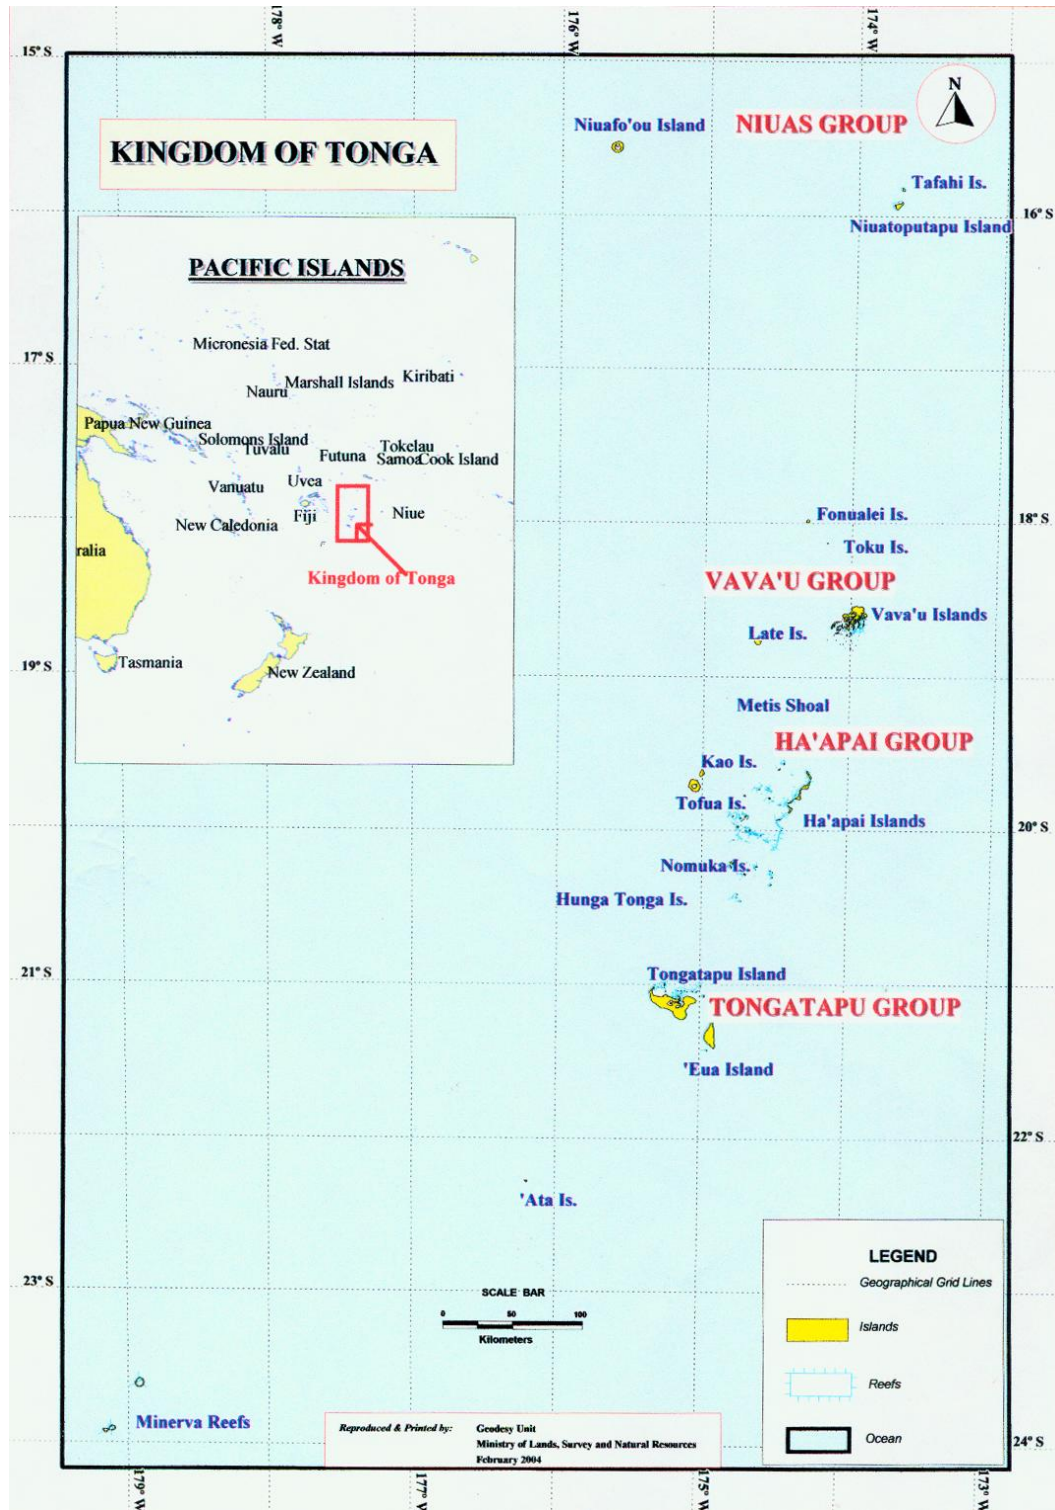 178° W
176° W
174° W
15° S
N
Niuafo'ou Island
NIUAS GROUP
KINGDOM OF TONGA
Tafahi Is.
16° S
Niuatoputapu Island
PACIFIC ISLANDS
Micronesia Fed. Stat
17° S
Kiribati
Marshall Islands
Nauru
Papua New Guinea
Solomons Island
Tuvalu
Tokelau
Futuna
Samoa
Cook Island
Uvea
Vanuatu
Fiji
Niue
New Caledonia
ralia
Kingdom of Tonga
Tasmania
New Zealand
Fonualei Is.
18° S
Toku Is.
VAVA'U GROUP
Vava'u Islands
Late Is.
19° S
Metis Shoal
HA'APAI GROUP
Kao Is.
Tofua Is.
Ha'apai Islands
20° S
Nomuka Is.
Hunga Tonga Is.
21° S
Tongatapu Island
TONGATAPU GROUP
'Eua Island
22° S
'Ata Is.
23° S
SCALE BAR
0 50 100
Kilometers
LEGEND
Geographical Grid Lines
Islands
Reefs
Ocean
Minerva Reefs
Reproduced & Printed by: Geodesy Unit
Ministry of Lands, Survey and Natural Resources
February 2004
24° S
179° W
177° W
175° W
173° W